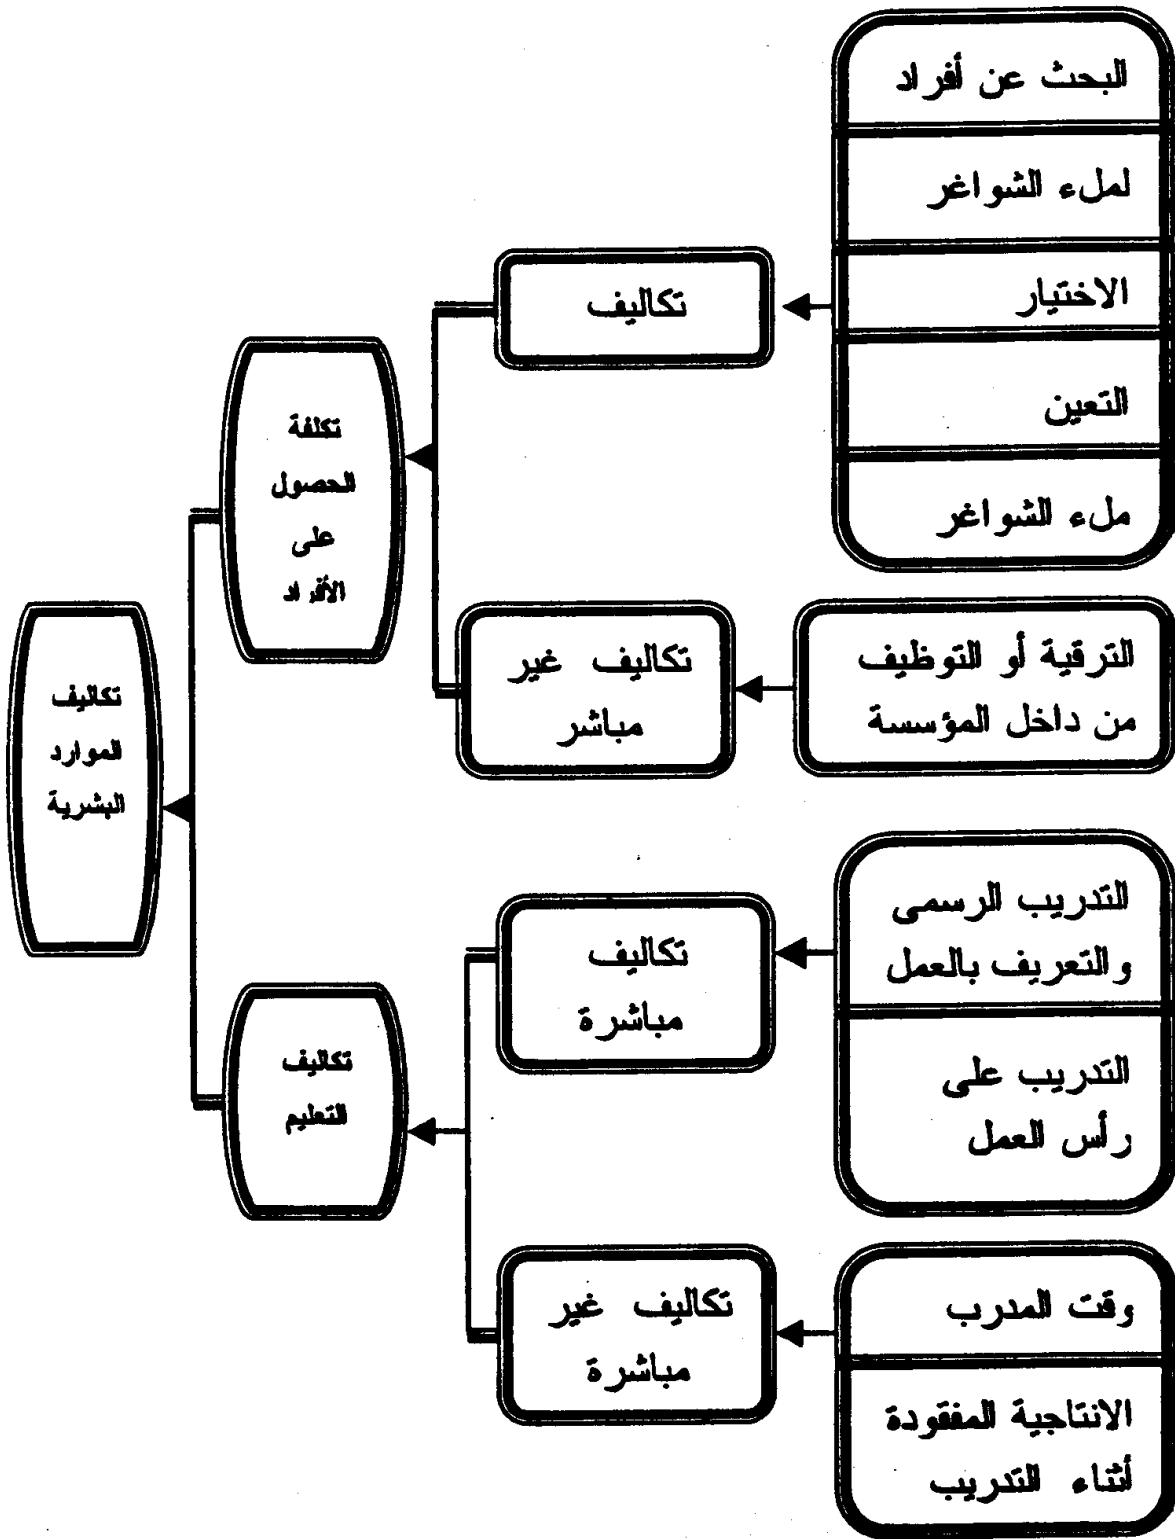 البحث عن أفراد
لملء الشواغر
الاختيار
التعين
ملء الشواغر
تكاليف
تكلفة
الحصول
على
الأفراد
الترقية أو التوظيف
من داخل المؤسسة
تكاليف غير
مباشر
تكاليف
الموارد
البشرية
التدريب الرسمى
والتعريف بالعمل
التدريب على
رأس العمل
تكاليف
مباشرة
تكاليف
التعليم
وقت المدرب
الانتاجية المفقودة
أثناء التدريب
تكاليف غير
مباشرة